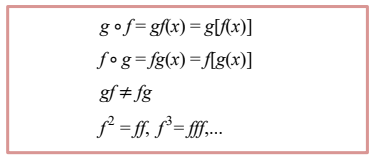 g ∘ f = gf(x) = g[f(x)]
f ∘ g = fg(x) = f[g(x)]
gf ≠ fg
f² = ff, f³ = fff,...